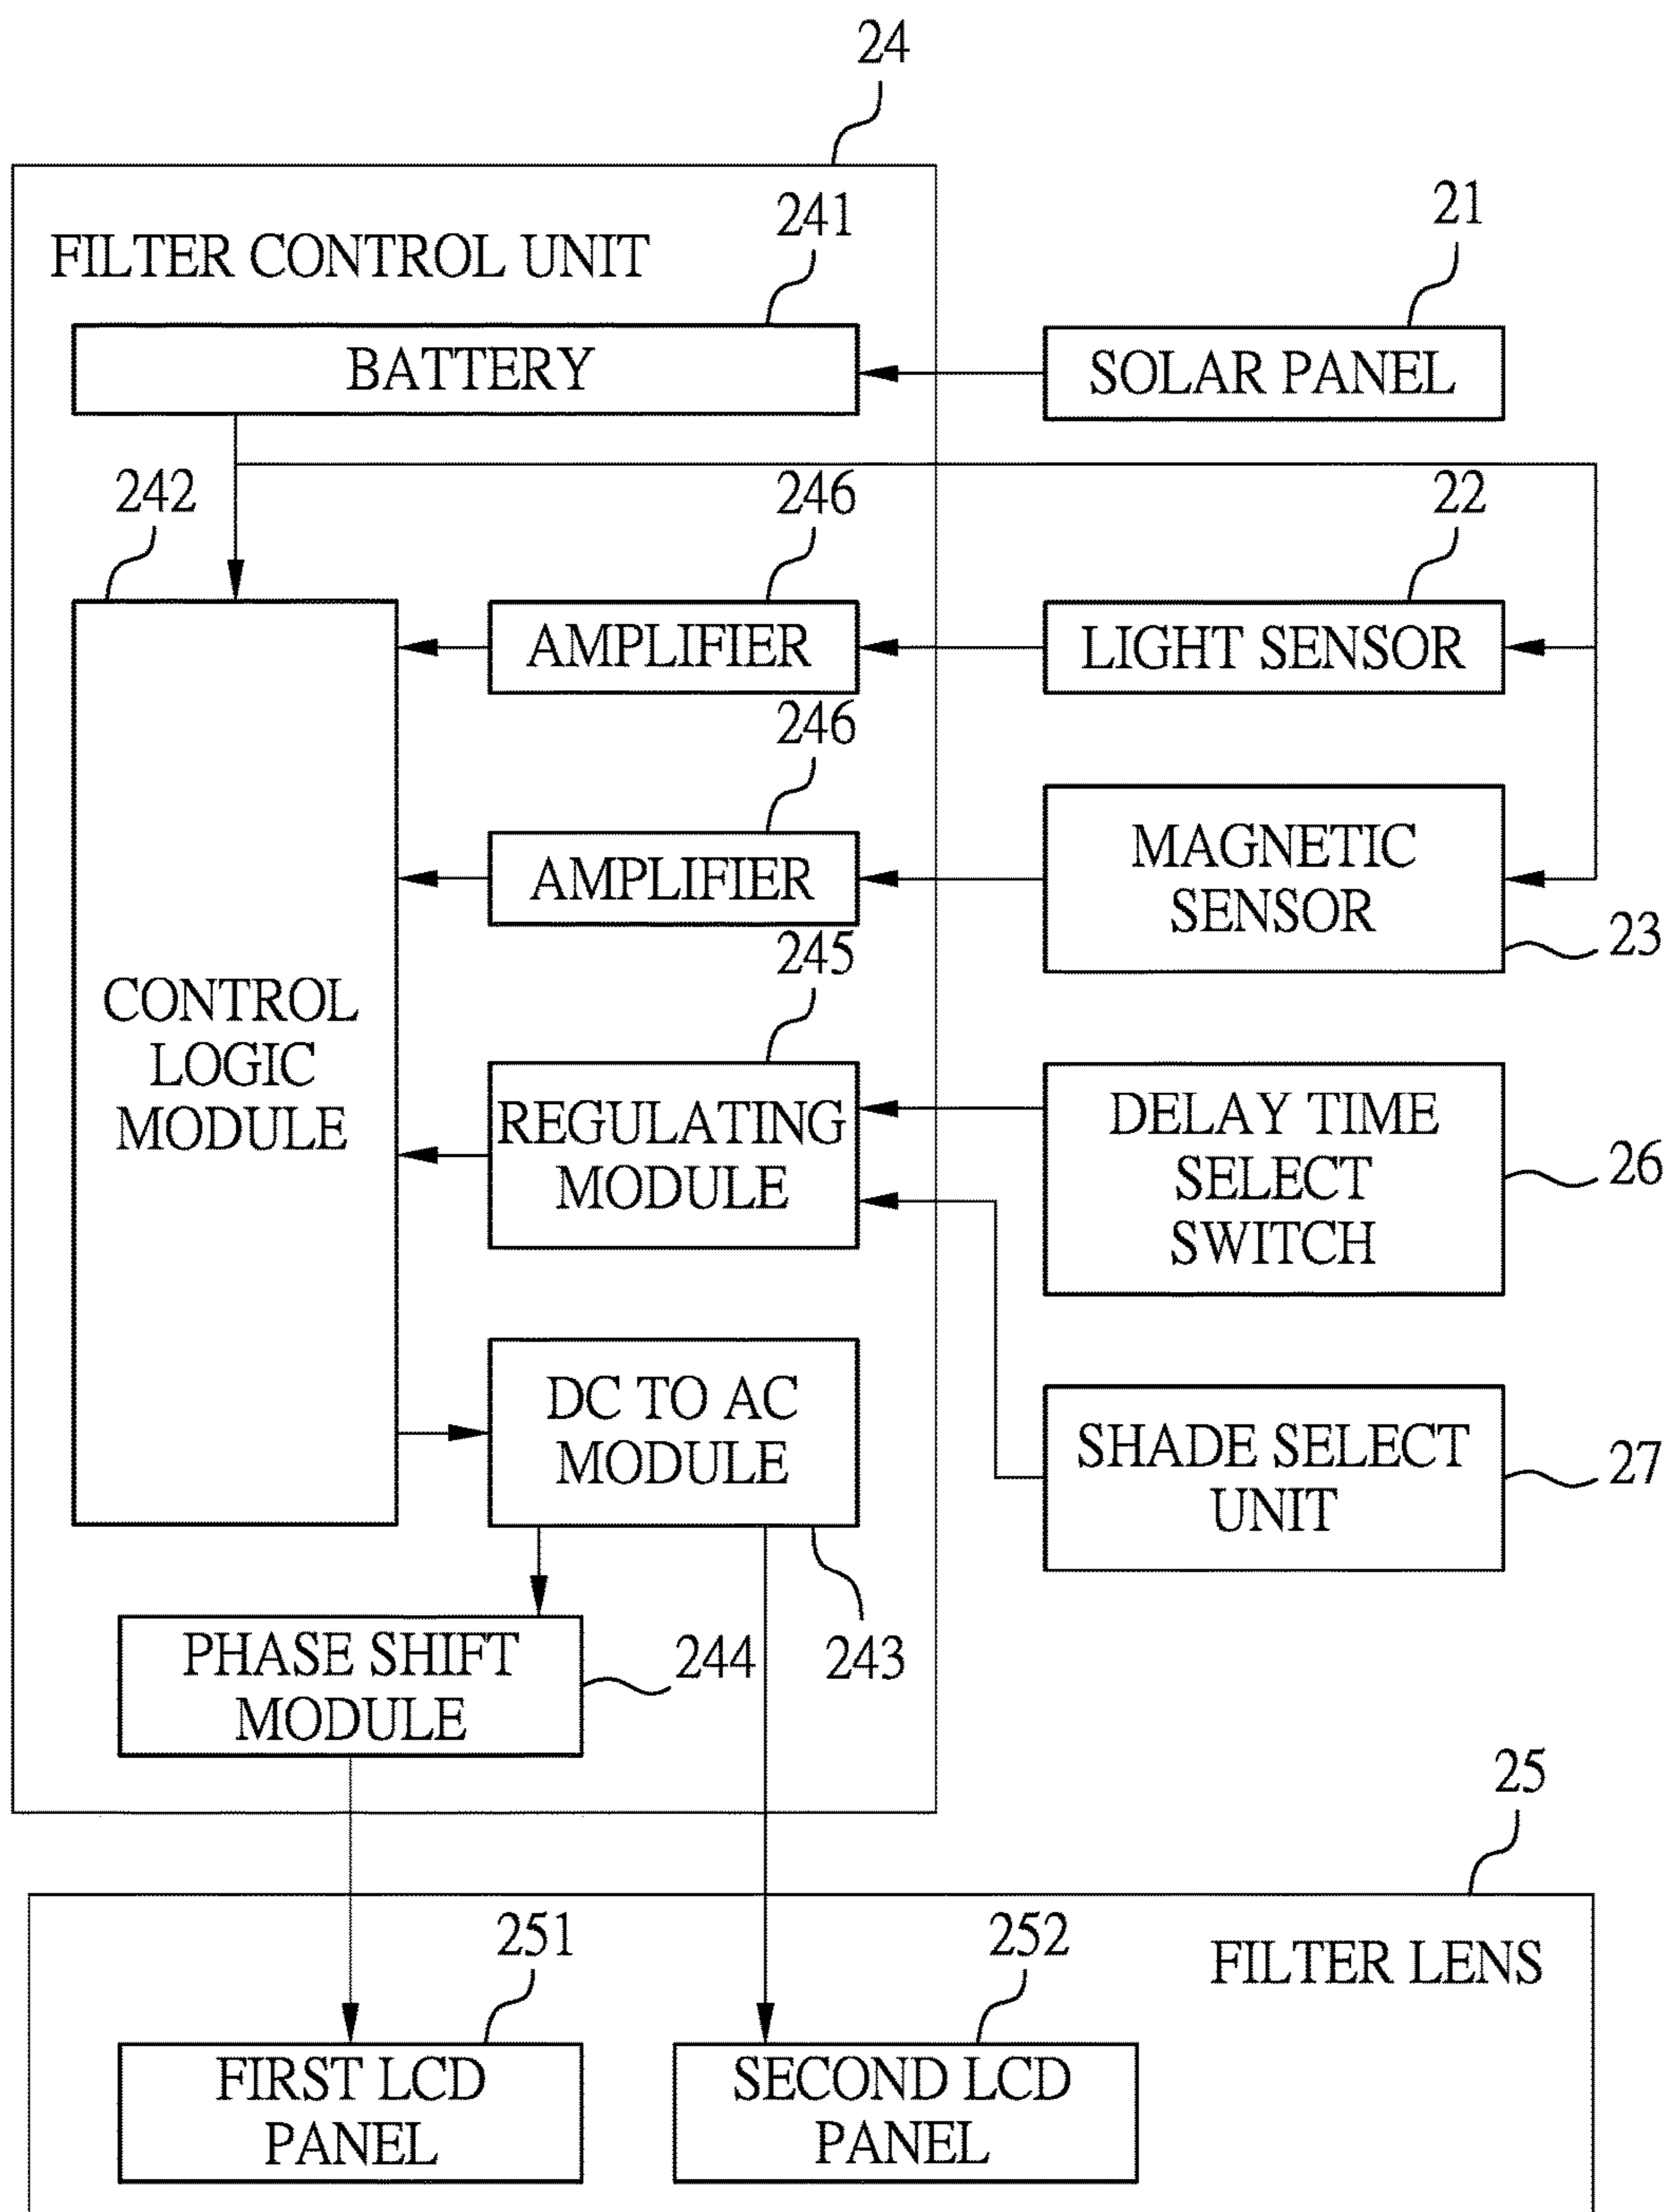 24
241
21
FILTER CONTROL UNIT
BATTERY
SOLAR PANEL
242
246
22
AMPLIFIER
LIGHT SENSOR
246
AMPLIFIER
MAGNETIC
SENSOR
23
245
CONTROL
LOGIC
MODULE
REGULATING
MODULE
DELAY TIME
SELECT
SWITCH
26
DC TO AC
MODULE
SHADE SELECT
UNIT
27
PHASE SHIFT
MODULE
244
243
25
251
252
FILTER LENS
FIRST LCD
PANEL
SECOND LCD
PANEL